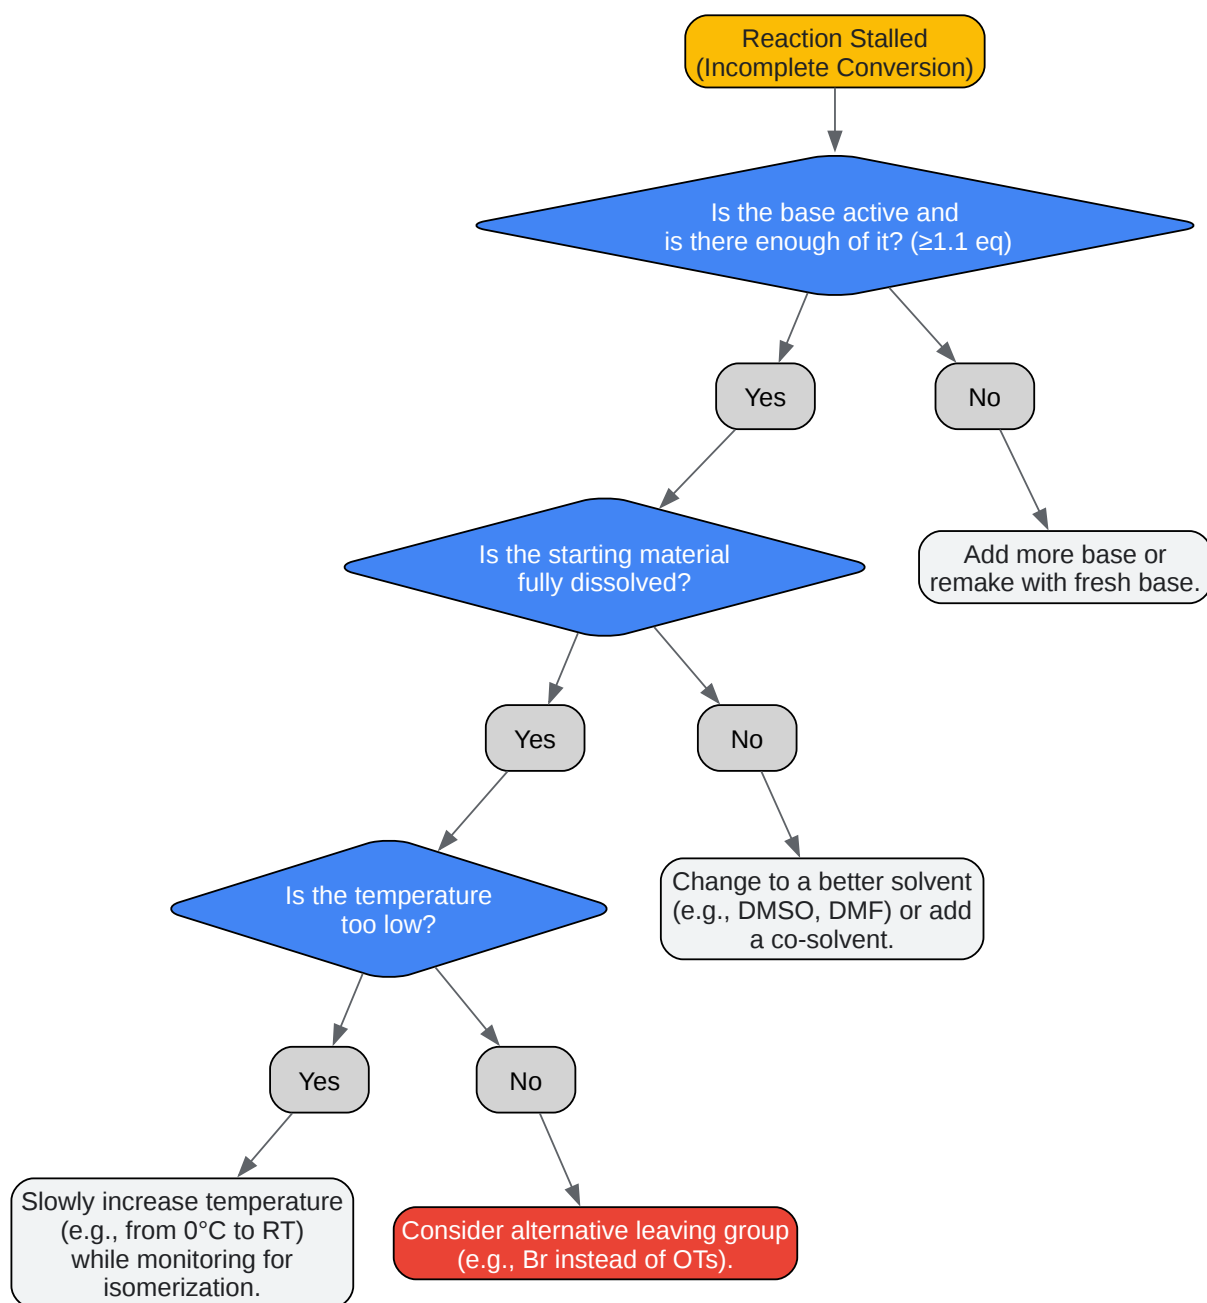 Reaction Stalled
(Incomplete Conversion)
Is the base active and
is there enough of it? (≥1.1 eq)
Yes
No
Is the starting material
fully dissolved?
Add more base or
remake with fresh base.
Yes
No
Is the temperature
too low?
Change to a better solvent
(e.g., DMSO, DMF) or add
a co-solvent.
Yes
No
Slowly increase temperature
(e.g., from 0°C to RT)
while monitoring for
isomerization.
Consider alternative leaving group
(e.g., Br instead of OTs).